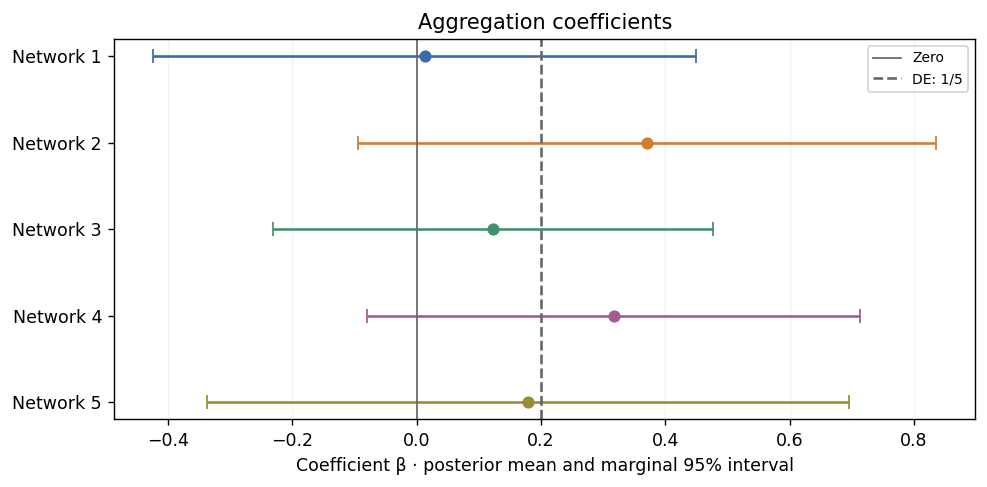 Aggregation coefficients
Network 1
Network 2
Network 3
Network 4
Network 5
Zero
DE: 1/5
−0.4 −0.2 0.0 0.2 0.4 0.6 0.8
Coefficient β · posterior mean and marginal 95% interval